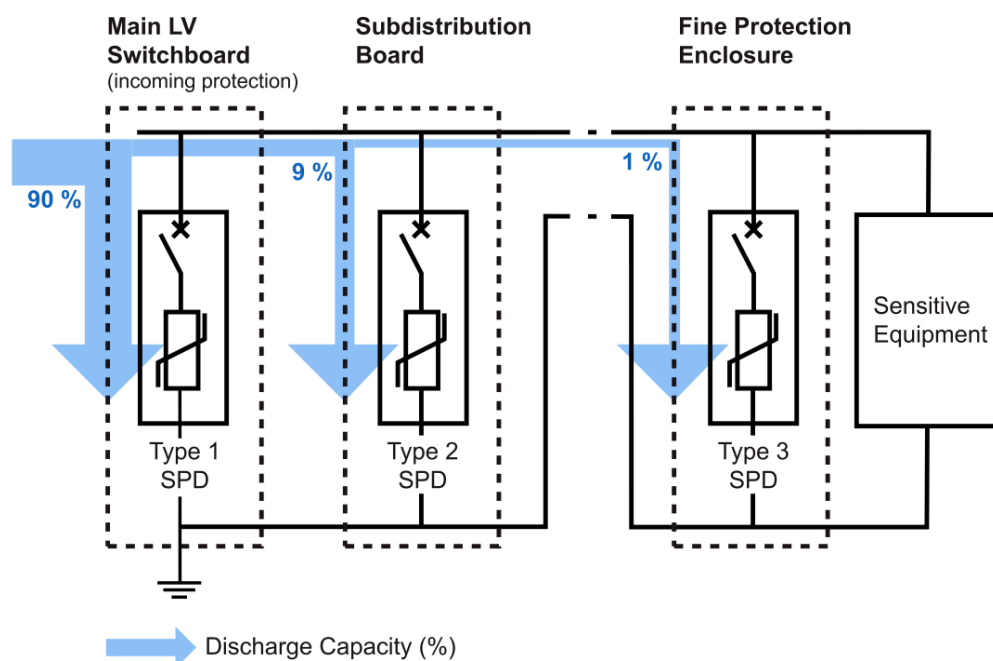 Main LV
Switchboard
(incoming protection)
Subdistribution
Board
Fine Protection
Enclosure
90 %
9 %
1 %
Sensitive
Equipment
Type 1
SPD
Type 2
SPD
Type 3
SPD
Discharge Capacity (%)